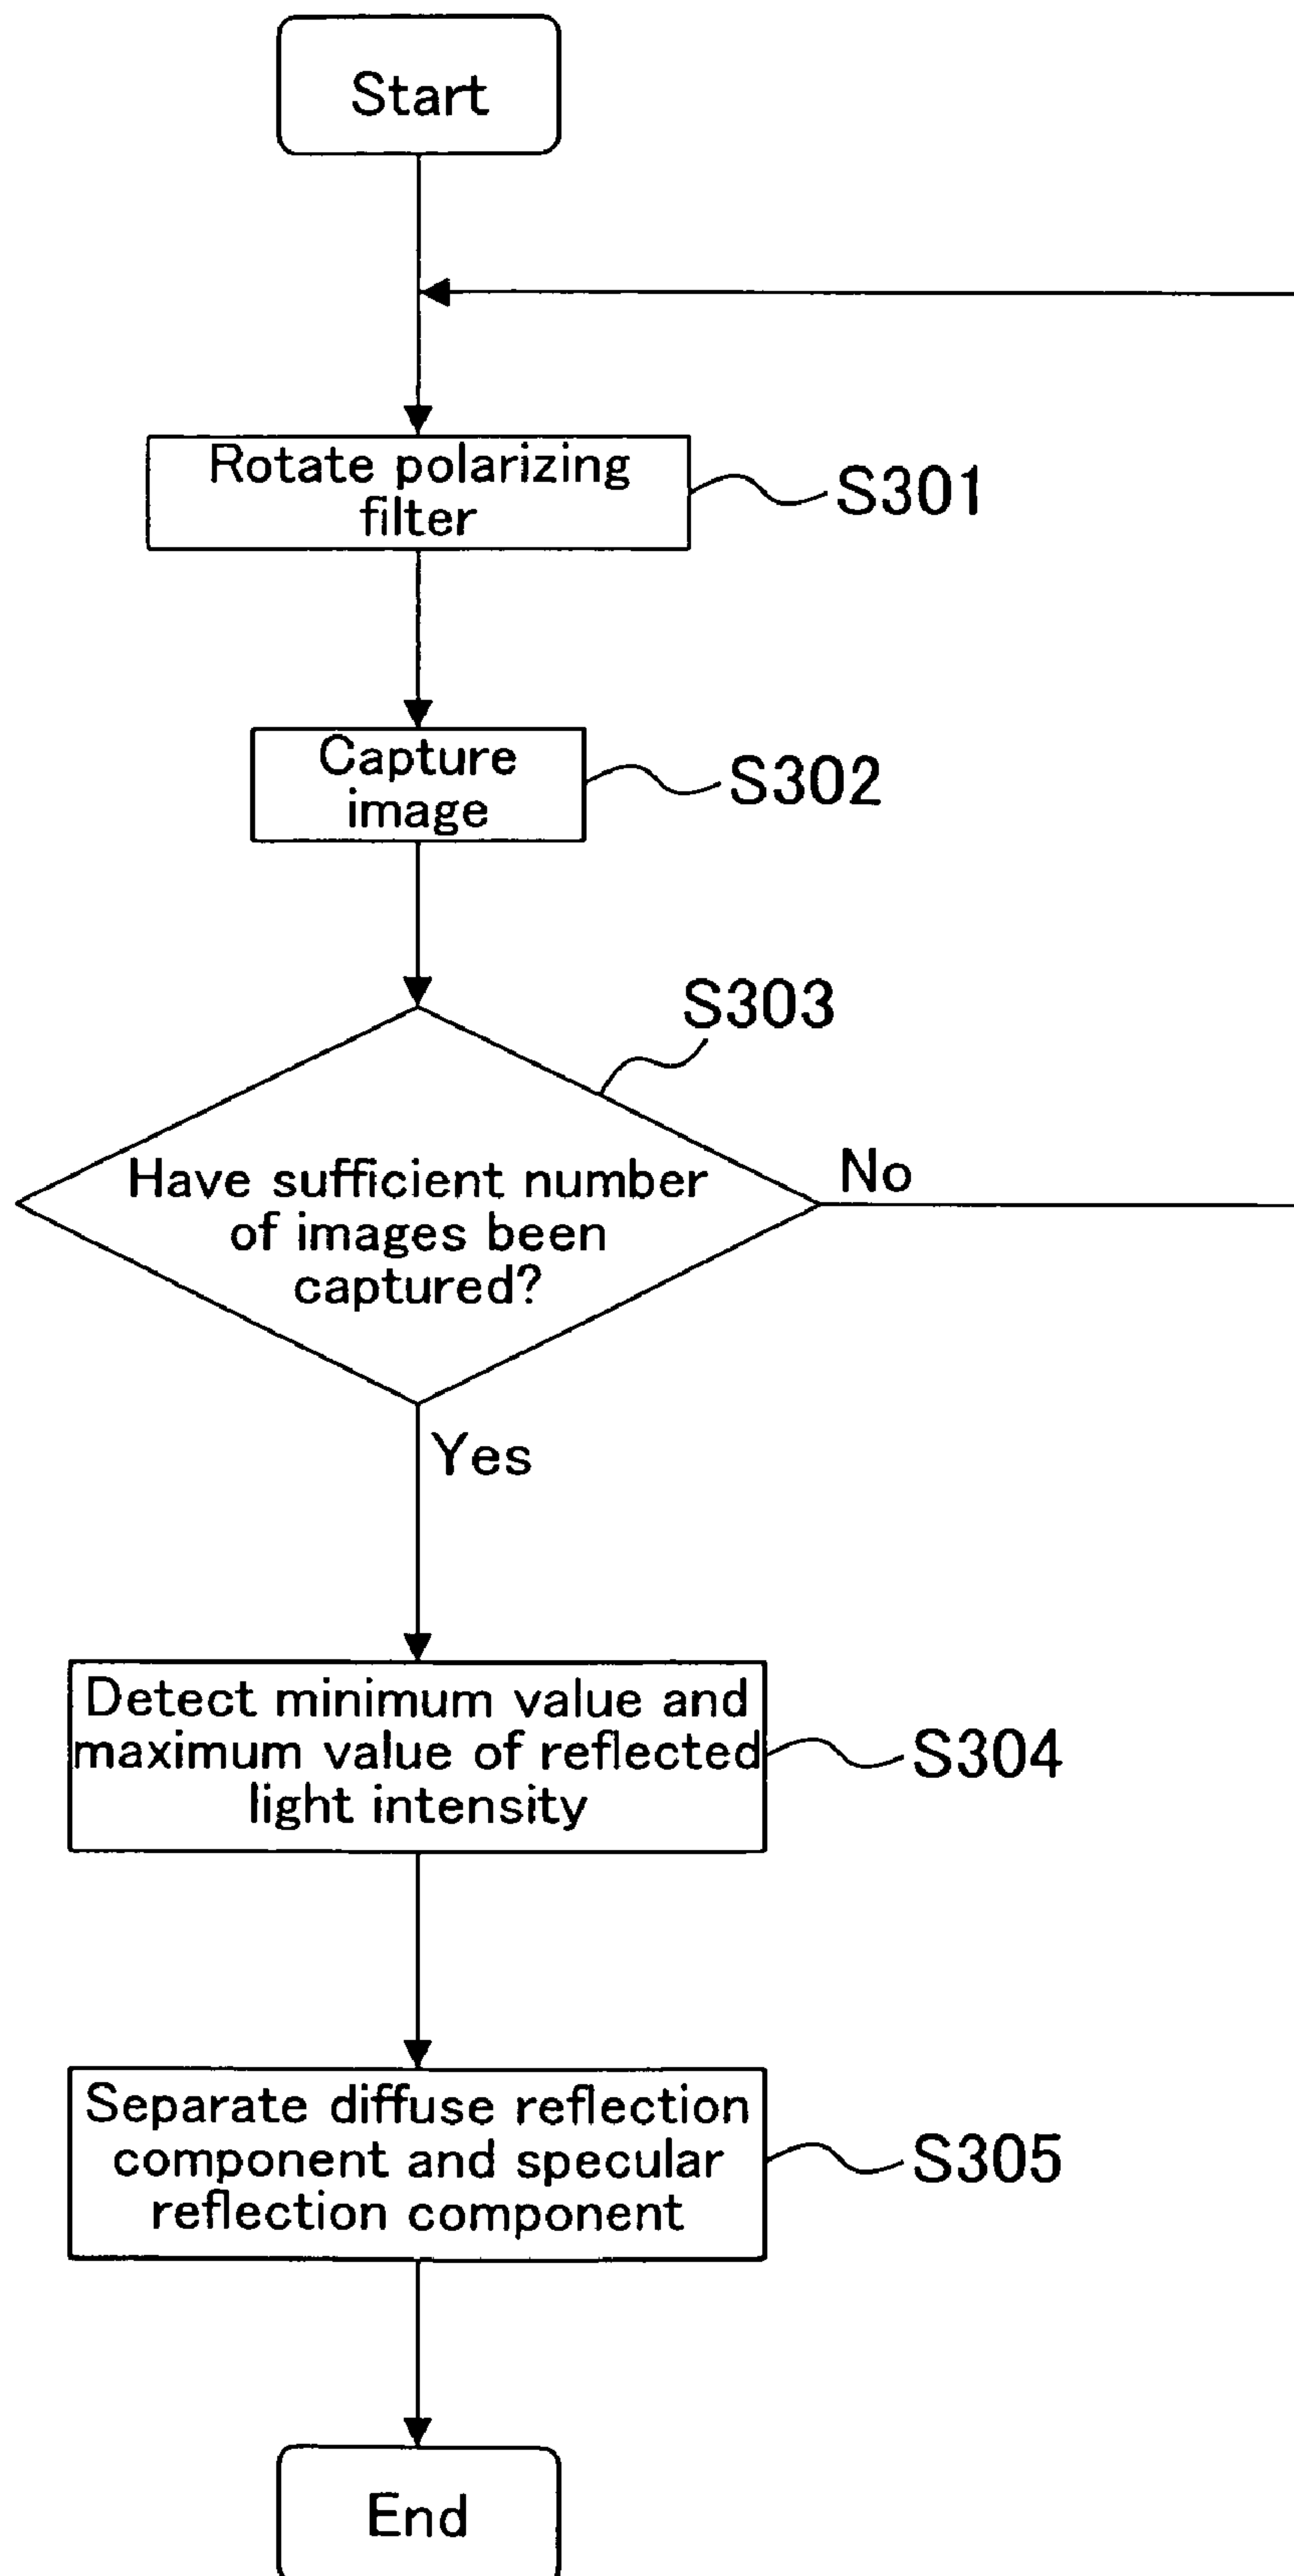 Start
Rotate polarizing
filter
S301
Capture
image
S302
S303
Have sufficient number
of images been
captured?
No
Yes
Detect minimum value and
maximum value of reflected
light intensity
S304
Separate diffuse reflection
component and specular
reflection component
S305
End